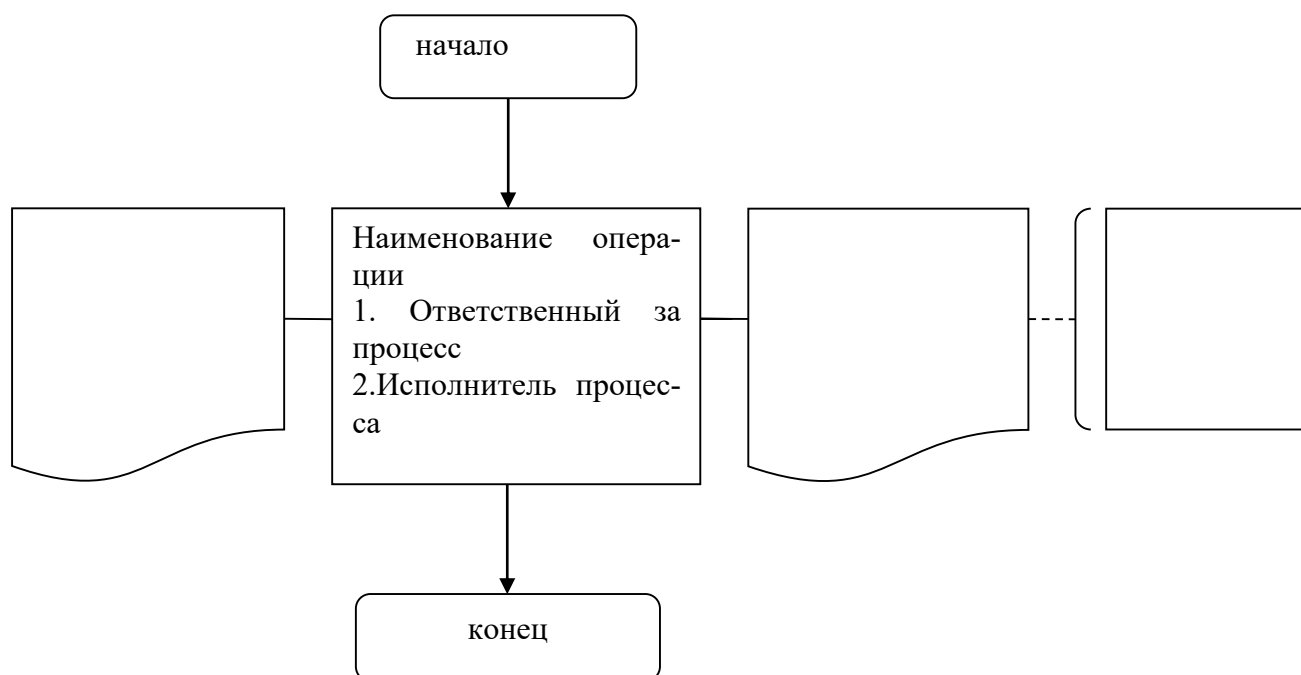 начало
Наименование опера-
ции
1. Ответственный за
процесс
2.Исполнитель процес-
са
конец